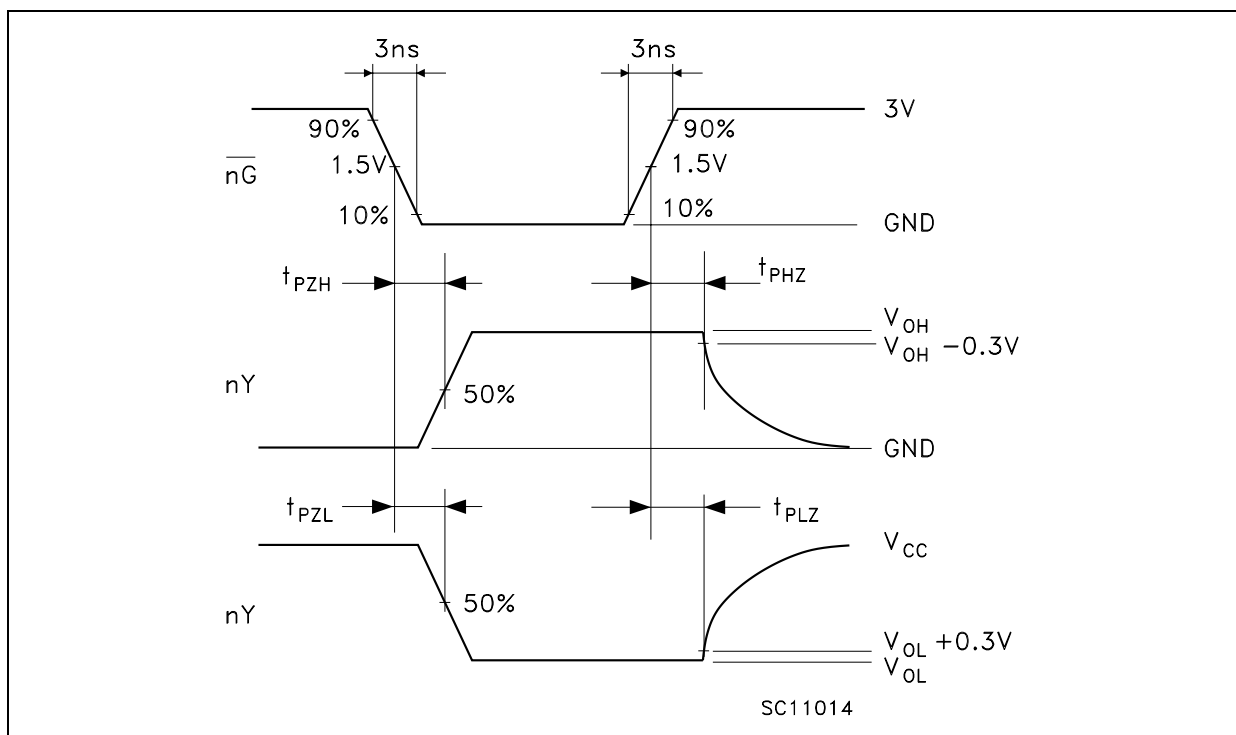 3ns 3ns
3V
90% 90%
1.5V 1.5V
nG
10% 10%
GND
tPZH tPHZ
VOH
VOH −0.3V
nY
50%
GND
tPZL tPLZ
VCC
nY
50%
VOL +0.3V
VOL
SC11014